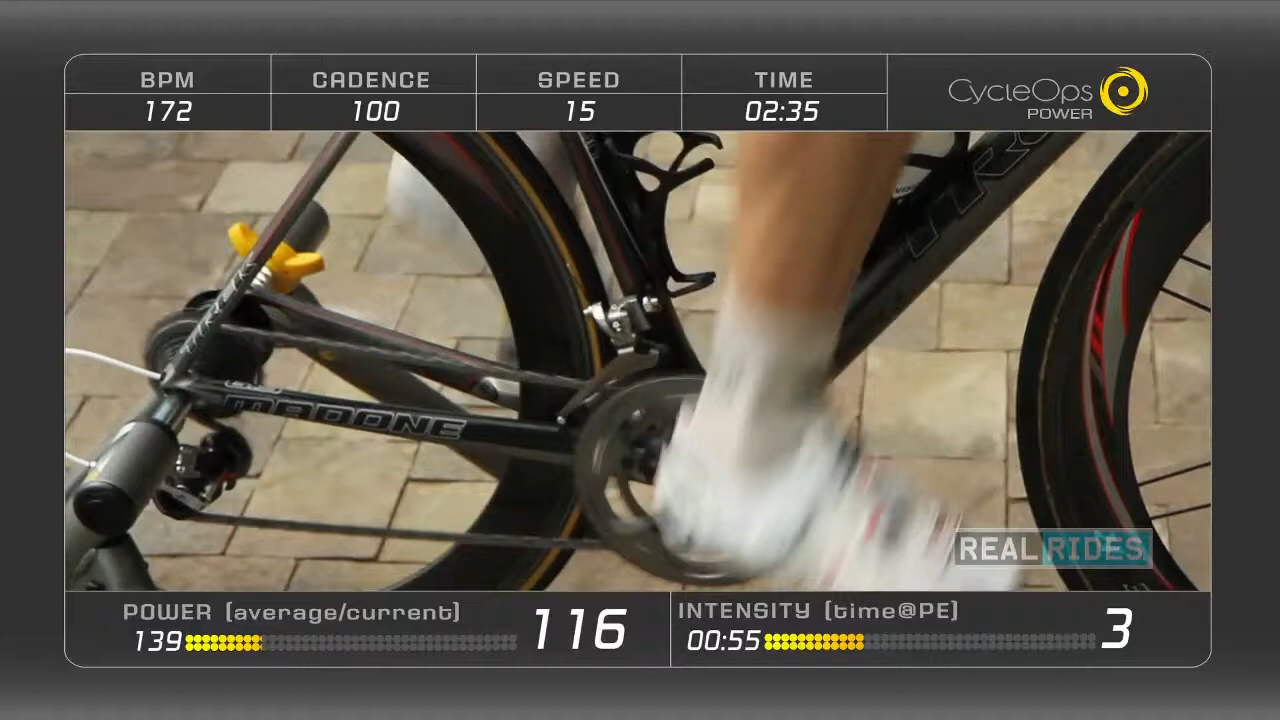 BPM
172
CADENCE
100
SPEED
15
TIME
02:35
CycleOps
POWER
MADONE
REAL RIDES
POWER [average/current]
139
116
INTENSITY [time@PE]
00:55
3